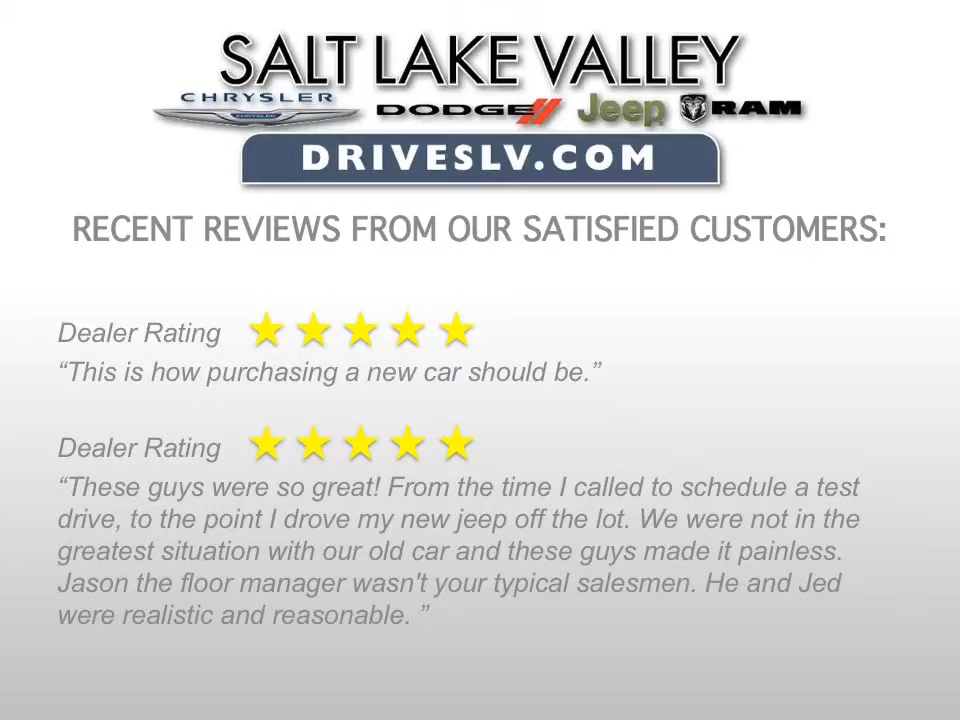 SALT LAKE VALLEY
CHRYSLER DODGE Jeep RAM
CHRYSLER
DRIVESLV.COM
RECENT REVIEWS FROM OUR SATISFIED CUSTOMERS:
Dealer Rating
“This is how purchasing a new car should be.”
Dealer Rating
“These guys were so great! From the time I called to schedule a test
drive, to the point I drove my new jeep off the lot. We were not in the
greatest situation with our old car and these guys made it painless.
Jason the floor manager wasn't your typical salesmen. He and Jed
were realistic and reasonable. ”